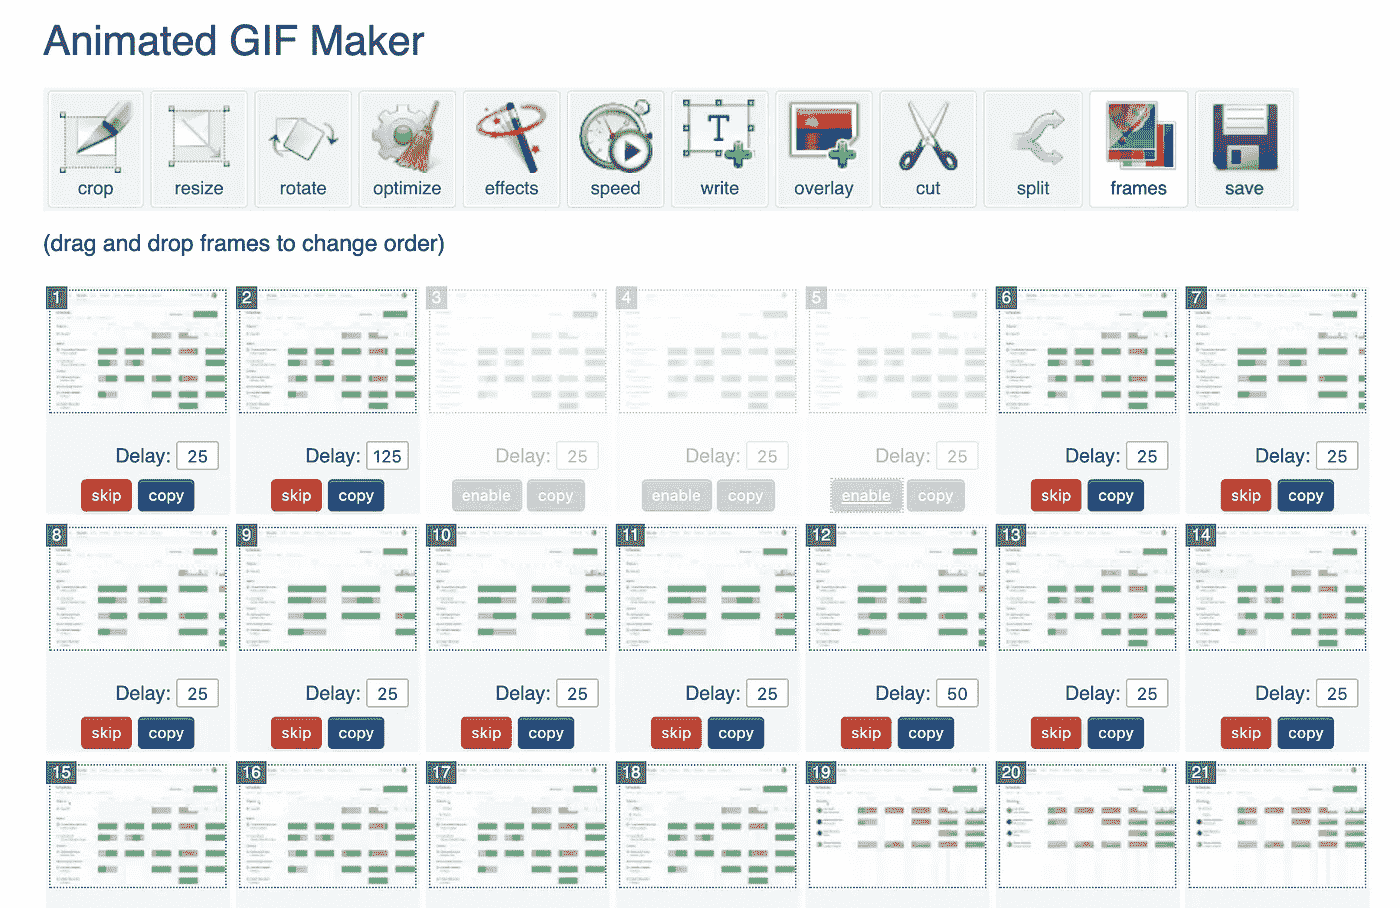 Animated GIF Maker
crop resize rotate optimize effects speed write overlay cut split frames save
(drag and drop frames to change order)
1 2 3 4 5 6 7
Delay: 25 Delay: 125 Delay: 25 Delay: 25 Delay: 25 Delay: 25 Delay: 25
skip copy skip copy enable copy enable copy enable copy skip copy skip copy
8 9 10 11 12 13 14
Delay: 25 Delay: 25 Delay: 25 Delay: 25 Delay: 50 Delay: 25 Delay: 25
skip copy skip copy skip copy skip copy skip copy skip copy skip copy
15 16 17 18 19 20 21